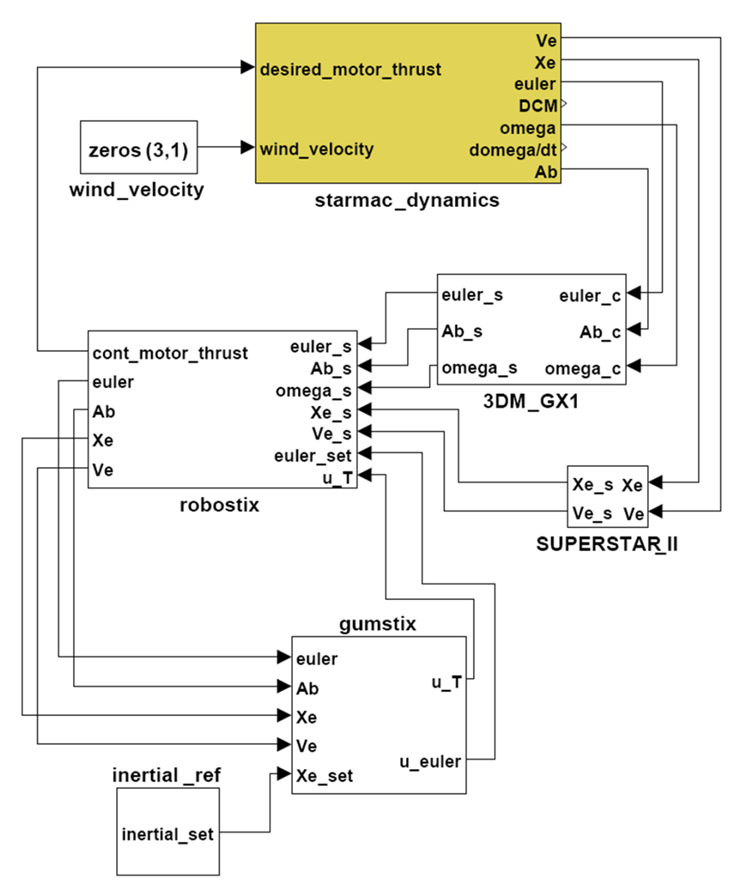 desired_motor_thrust
wind_velocity
Ve
Xe
euler
DCM
omega
domega/dt
Ab
starmac_dynamics
zeros (3,1)
wind_velocity
euler_s
Ab_s
omega_s
euler_c
Ab_c
omega_c
3DM_GX1
cont_motor_thrust
euler
Ab
Xe
Ve
euler_s
Ab_s
omega_s
Xe_s
Ve_s
euler_set
u_T
robostix
Xe_s Xe
Ve_s Ve
SUPERSTAR_II
gumstix
euler
Ab
Xe
Ve
Xe_set
u_T
u_euler
inertial _ref
inertial_set